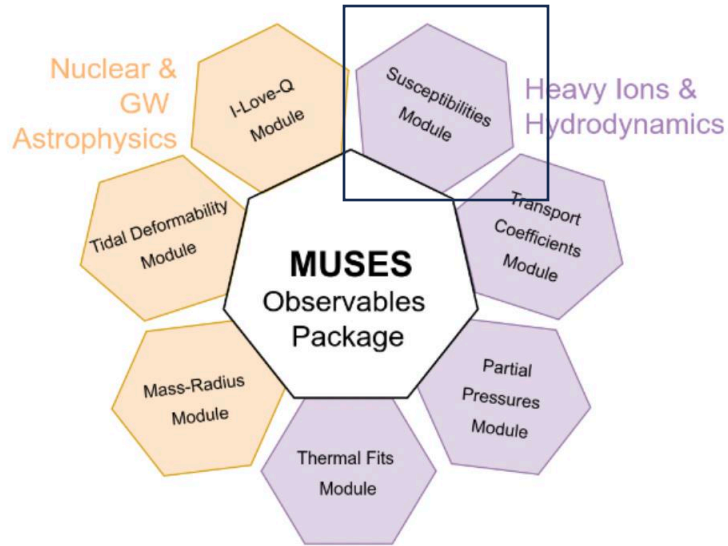 Nuclear &
GW
Astrophysics
I-Love-Q
Module
Susceptibilities
Module
Heavy Ions &
Hydrodynamics
Tidal Deformability
Module
Transport
Coefficients
Module
MUSES
Observables
Package
Mass-Radius
Module
Partial
Pressures
Module
Thermal Fits
Module